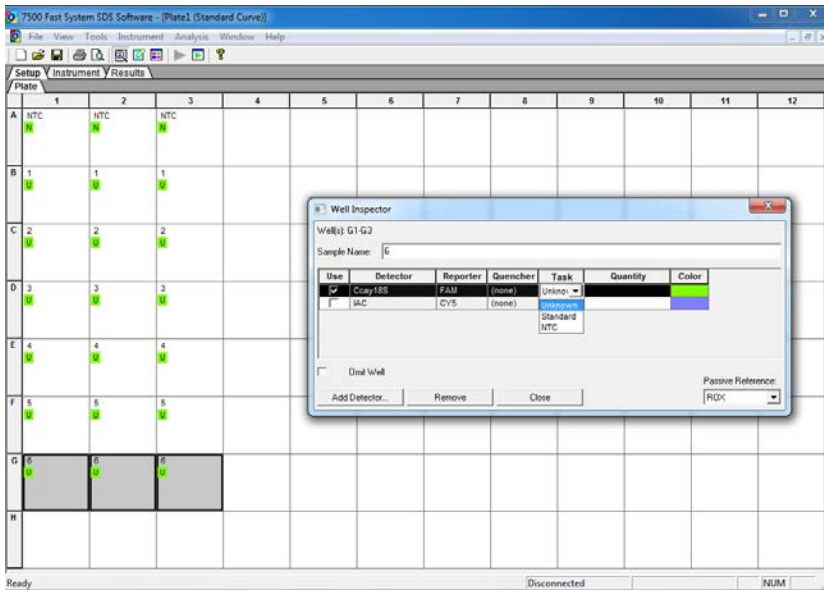 7500 Fast System SDS Software - [Plate1 (Standard Curve)]
File View Tools Instrument Analysis Window Help
Setup Instrument Results
Plate
1 2 3 4 5 6 7 8 9 10 11 12
A NTC NTC NTC
N N N
B 1 1 1
U U U
C 2 2 2
U U U
D 3 3 3
U U U
E 4 4 4
U U U
F 5 5 5
U U U
G 6 6 6
U U U
H
Well Inspector
Well(s): G1-G3
Sample Name: 6
Use Detector Reporter Quencher Task Quantity Color
Ccay18S FAM (none) Unknov
IAC CY5 (none)
Unknown
Standard
NTC
Omit Well
Passive Reference:
Add Detector... Remove Close ROX
Ready Disconnected NUM